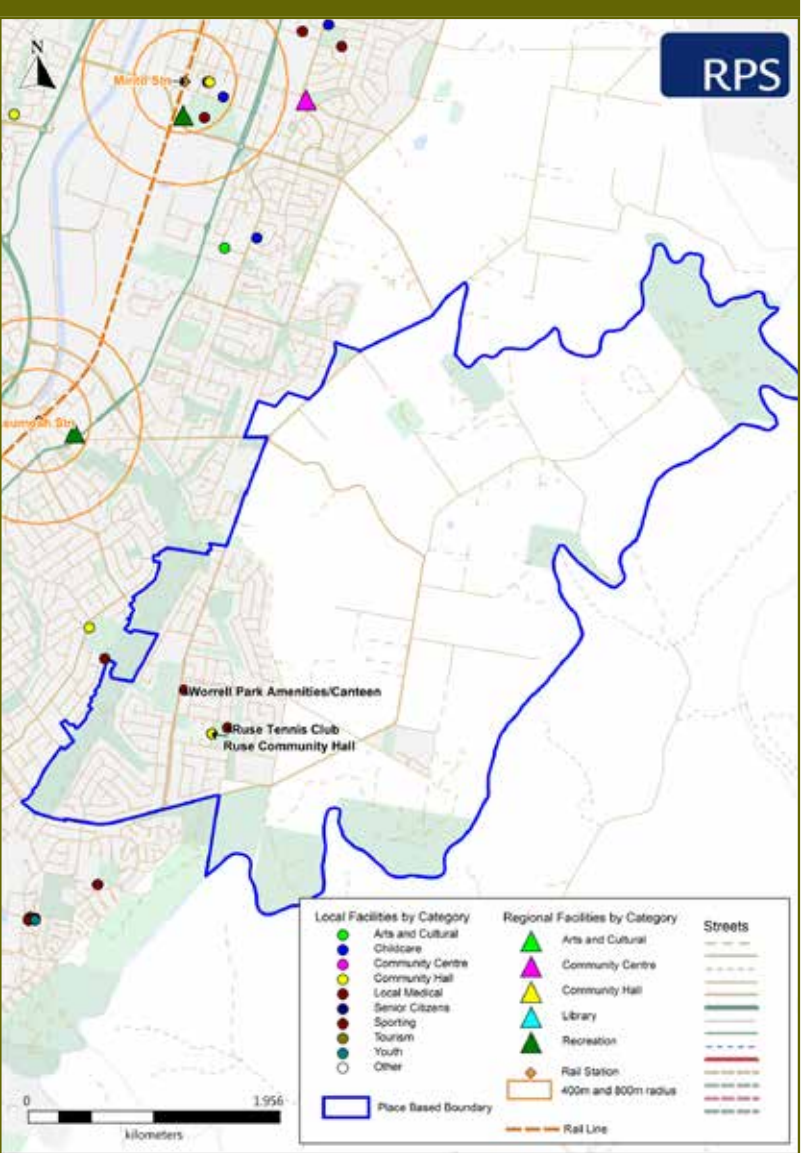 N
RPS
Minto Stn
Stn
Worrell Park Amenities/Canteen
Ruse Tennis Club
Ruse Community Hall
Local Facilities by Category
Arts and Cultural
Childcare
Community Centre
Community Hall
Local Medical
Senior Citizens
Sporting
Tourism
Youth
Other
Place Based Boundary
Regional Facilities by Category
Arts and Cultural
Community Centre
Community Hall
Library
Recreation
Rail Station
400m and 800m radius
Rail Line
Streets
0
1.956
kilometers